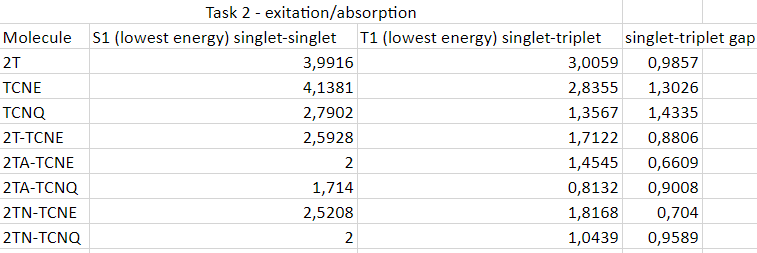 Task 2 - exitation/absorption
Molecule S1 (lowest energy) singlet-singlet T1 (lowest energy) singlet-triplet singlet-triplet gap
2T 3,9916 3,0059 0,9857
TCNE 4,1381 2,8355 1,3026
TCNQ 2,7902 1,3567 1,4335
2T-TCNE 2,5928 1,7122 0,8806
2TA-TCNE 2 1,4545 0,6609
2TA-TCNQ 1,714 0,8132 0,9008
2TN-TCNE 2,5208 1,8168 0,704
2TN-TCNQ 2 1,0439 0,9589